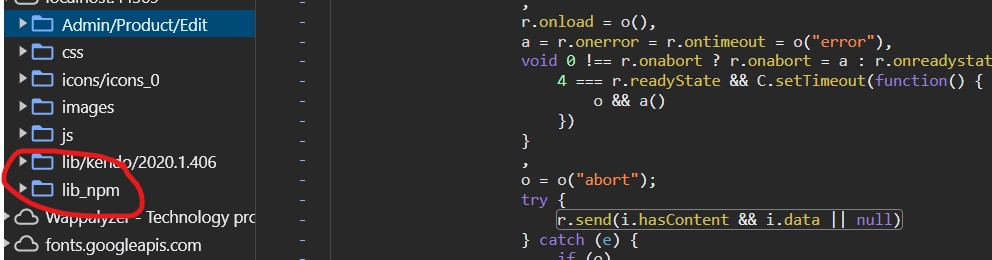 localhost:44369
Admin/Product/Edit
css
icons/icons_0
images
js
lib/kendo/2020.1.406
lib_npm
Wappalyzer - Technology pro
fonts.googleapis.com
,
r.onload = o(),
a = r.onerror = r.ontimeout = o("error"),
void 0 !== r.onabort ? r.onabort = a : r.onreadystat
4 === r.readyState && C.setTimeout(function() {
o && a()
})
}
,
o = o("abort");
try {
r.send(i.hasContent && i.data || null)
} catch (e) {
if (o)